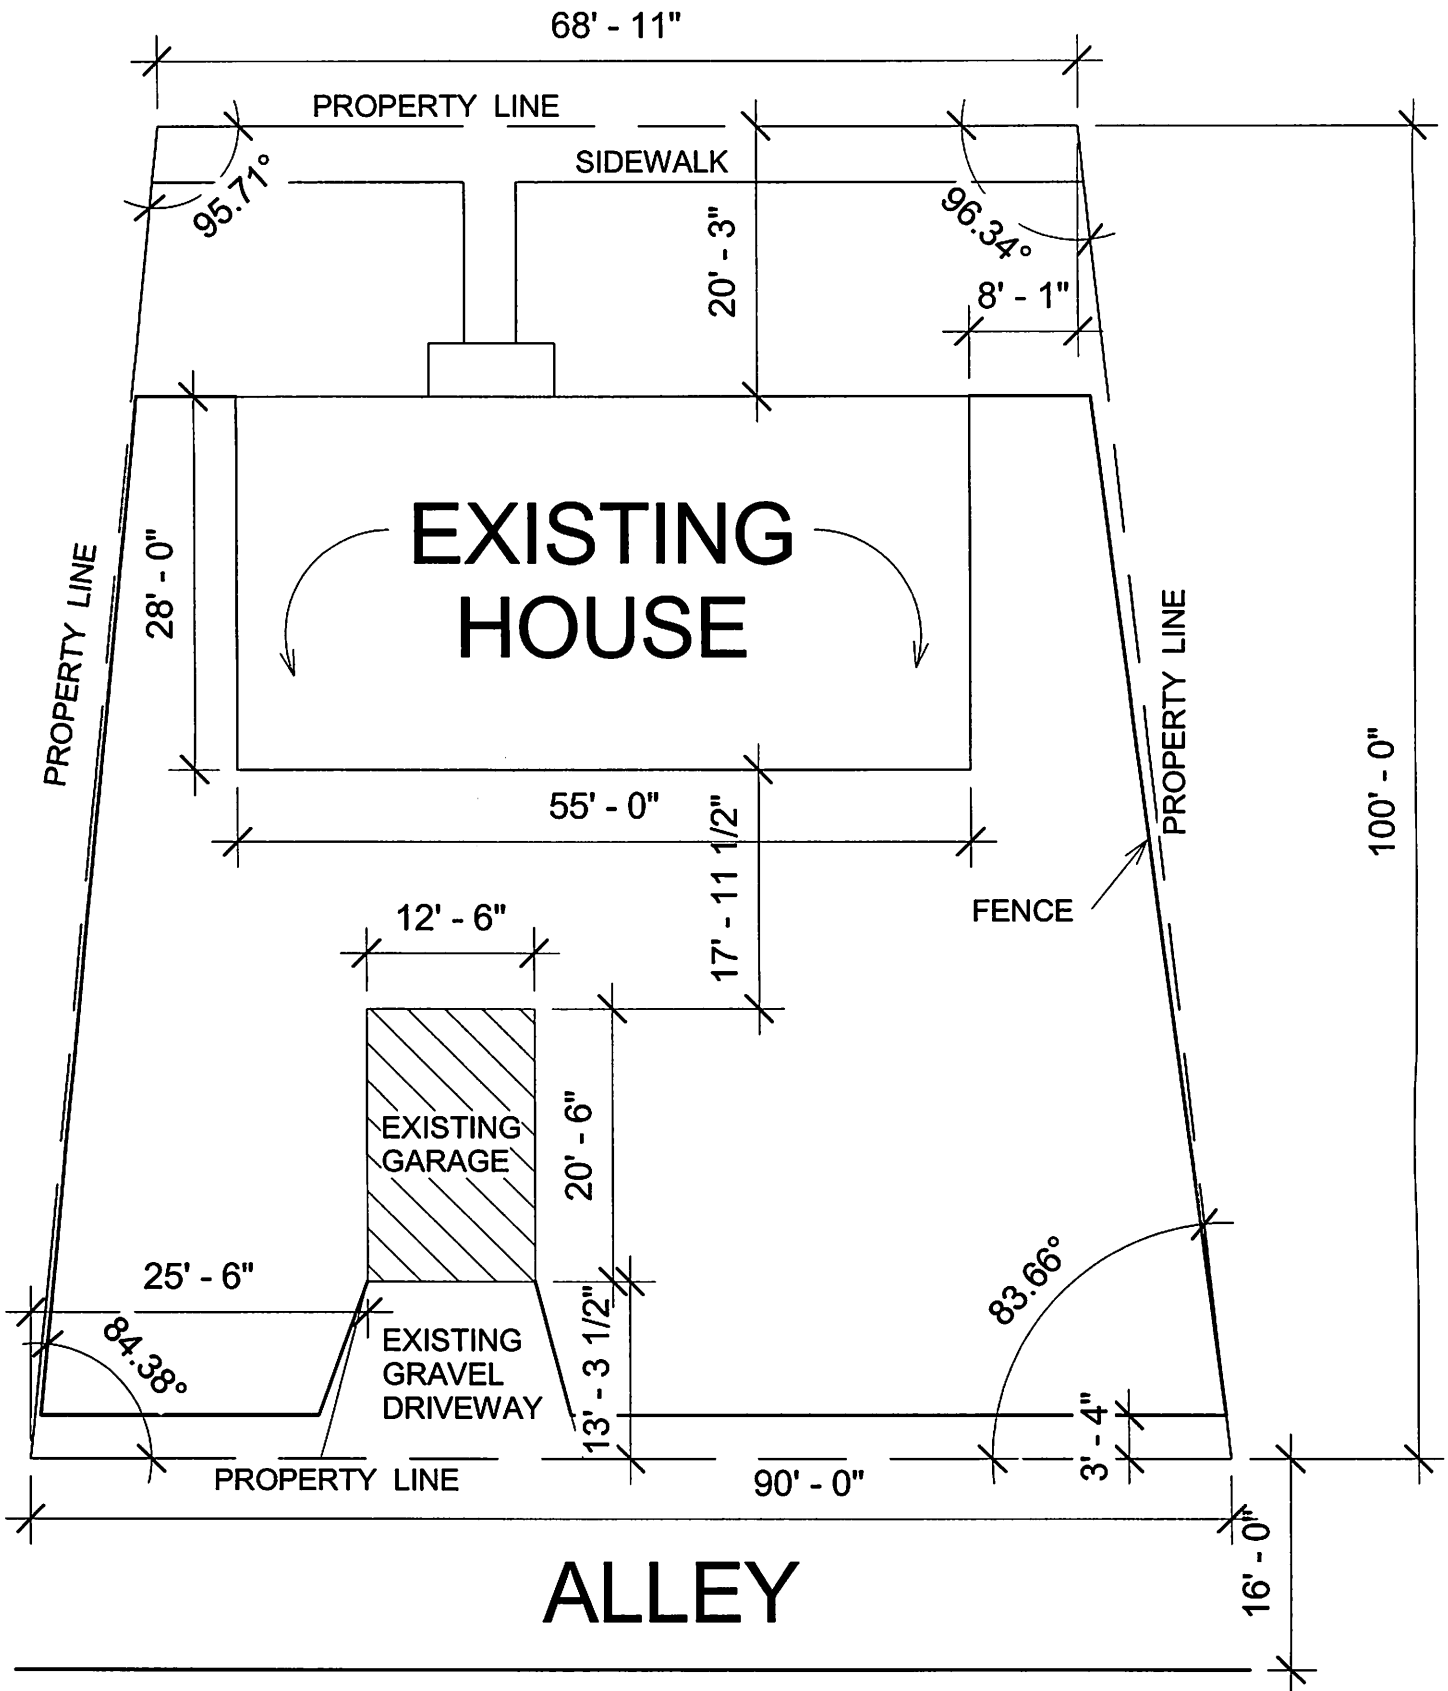 68' - 11"
PROPERTY LINE
SIDEWALK
95.71°
96.34°
20' - 3"
8' - 1"
EXISTING
HOUSE
28' - 0"
PROPERTY LINE
PROPERTY LINE
100' - 0"
55' - 0"
17' - 11 1/2"
FENCE
12' - 6"
EXISTING
GARAGE
20' - 6"
25' - 6"
84.38°
83.66°
EXISTING
GRAVEL
DRIVEWAY
13' - 3 1/2"
3' - 4"
PROPERTY LINE
90' - 0"
16' - 0"
ALLEY